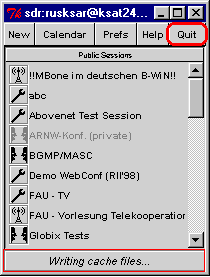 sdr:rusksar@ksat24...
New Calendar Prefs Help Quit
Public Sessions
!!MBone im deutschen B-WiN!!
abc
Abovenet Test Session
ARNW-Konf. (private)
BGMP/MASC
Demo WebConf (RII'98)
FAU - TV
FAU - Vorlesung Telekooperation
Globix Tests
Writing cache files...